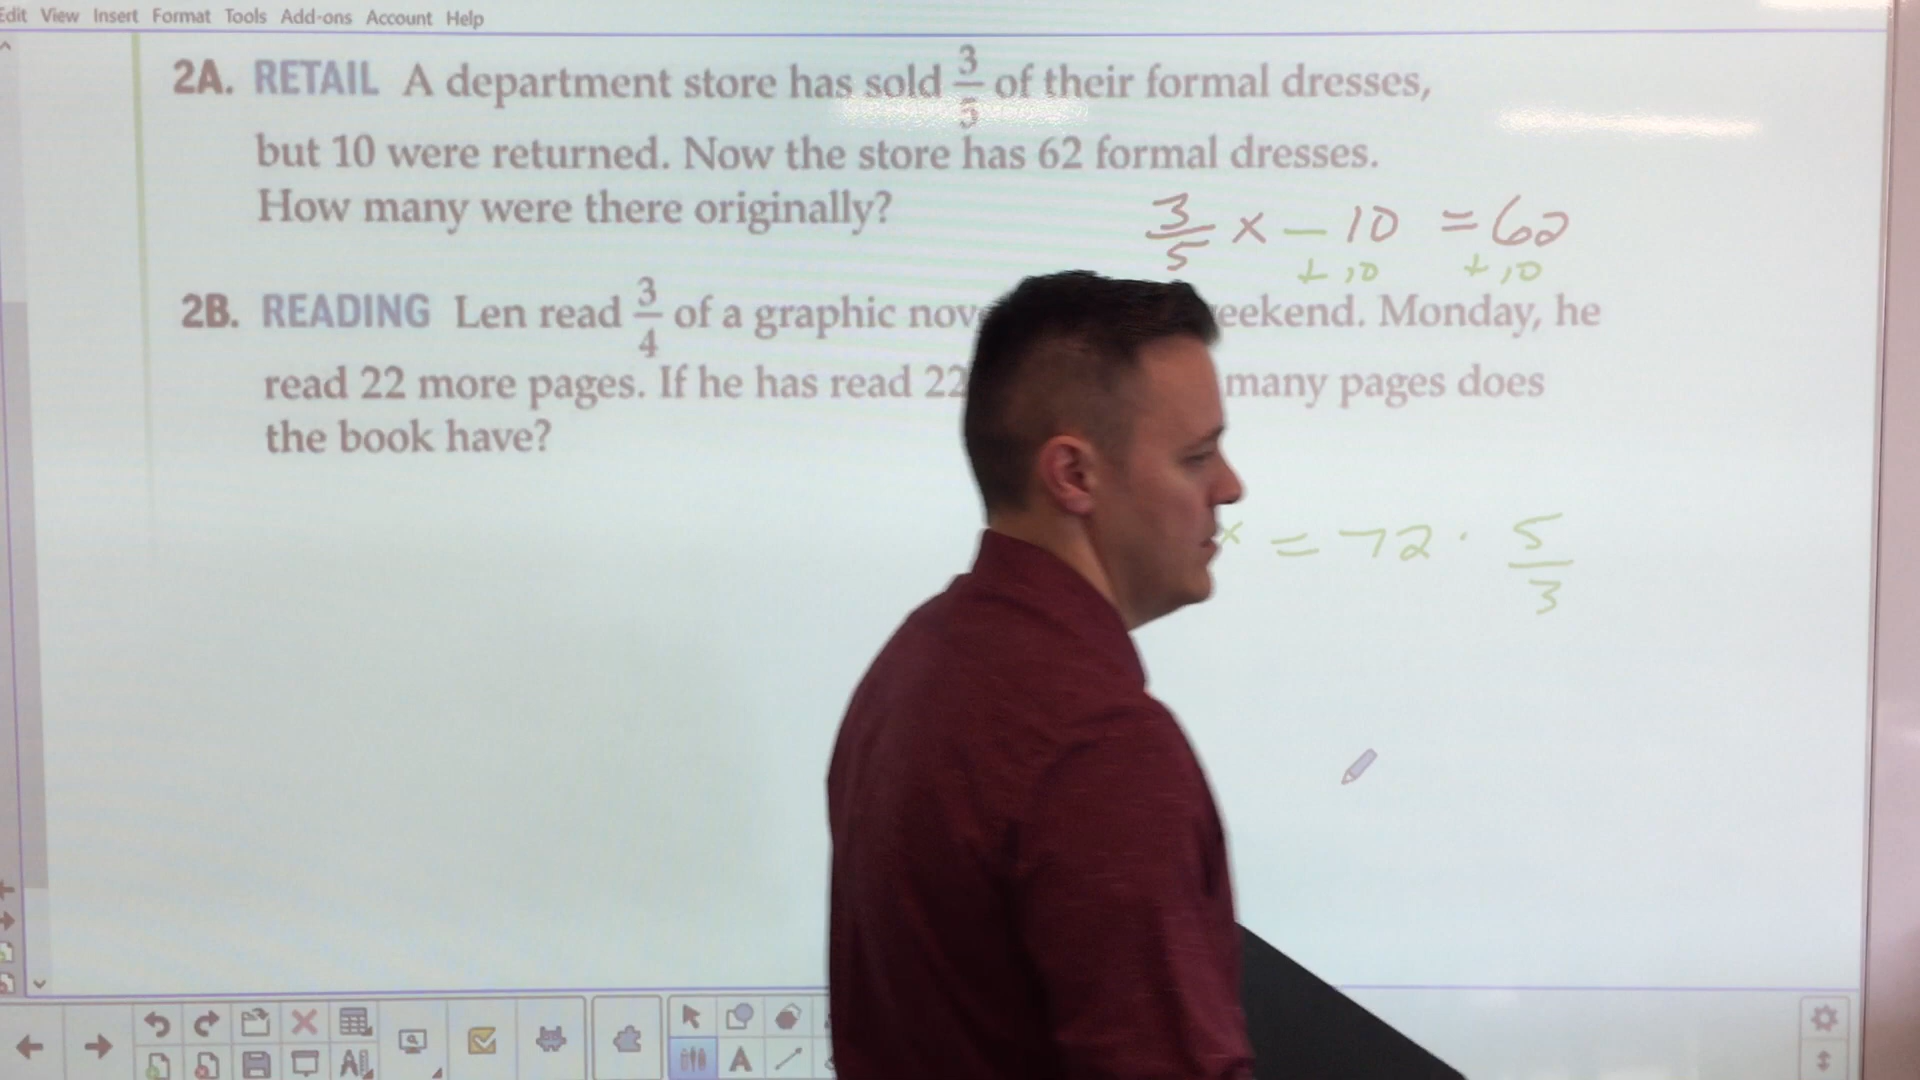 Edit View Insert Format Tools Add-ons Account Help
2A. RETAIL A department store has sold 3/5 of their formal dresses,
but 10 were returned. Now the store has 62 formal dresses.
How many were there originally?
3/5 x - 10 = 62
+ 10 + 10
2B. READING Len read 3/4 of a graphic eekend. Monday, he
read 22 more pages. If he has read many pages does
the book have?
x = 72 · 5/3